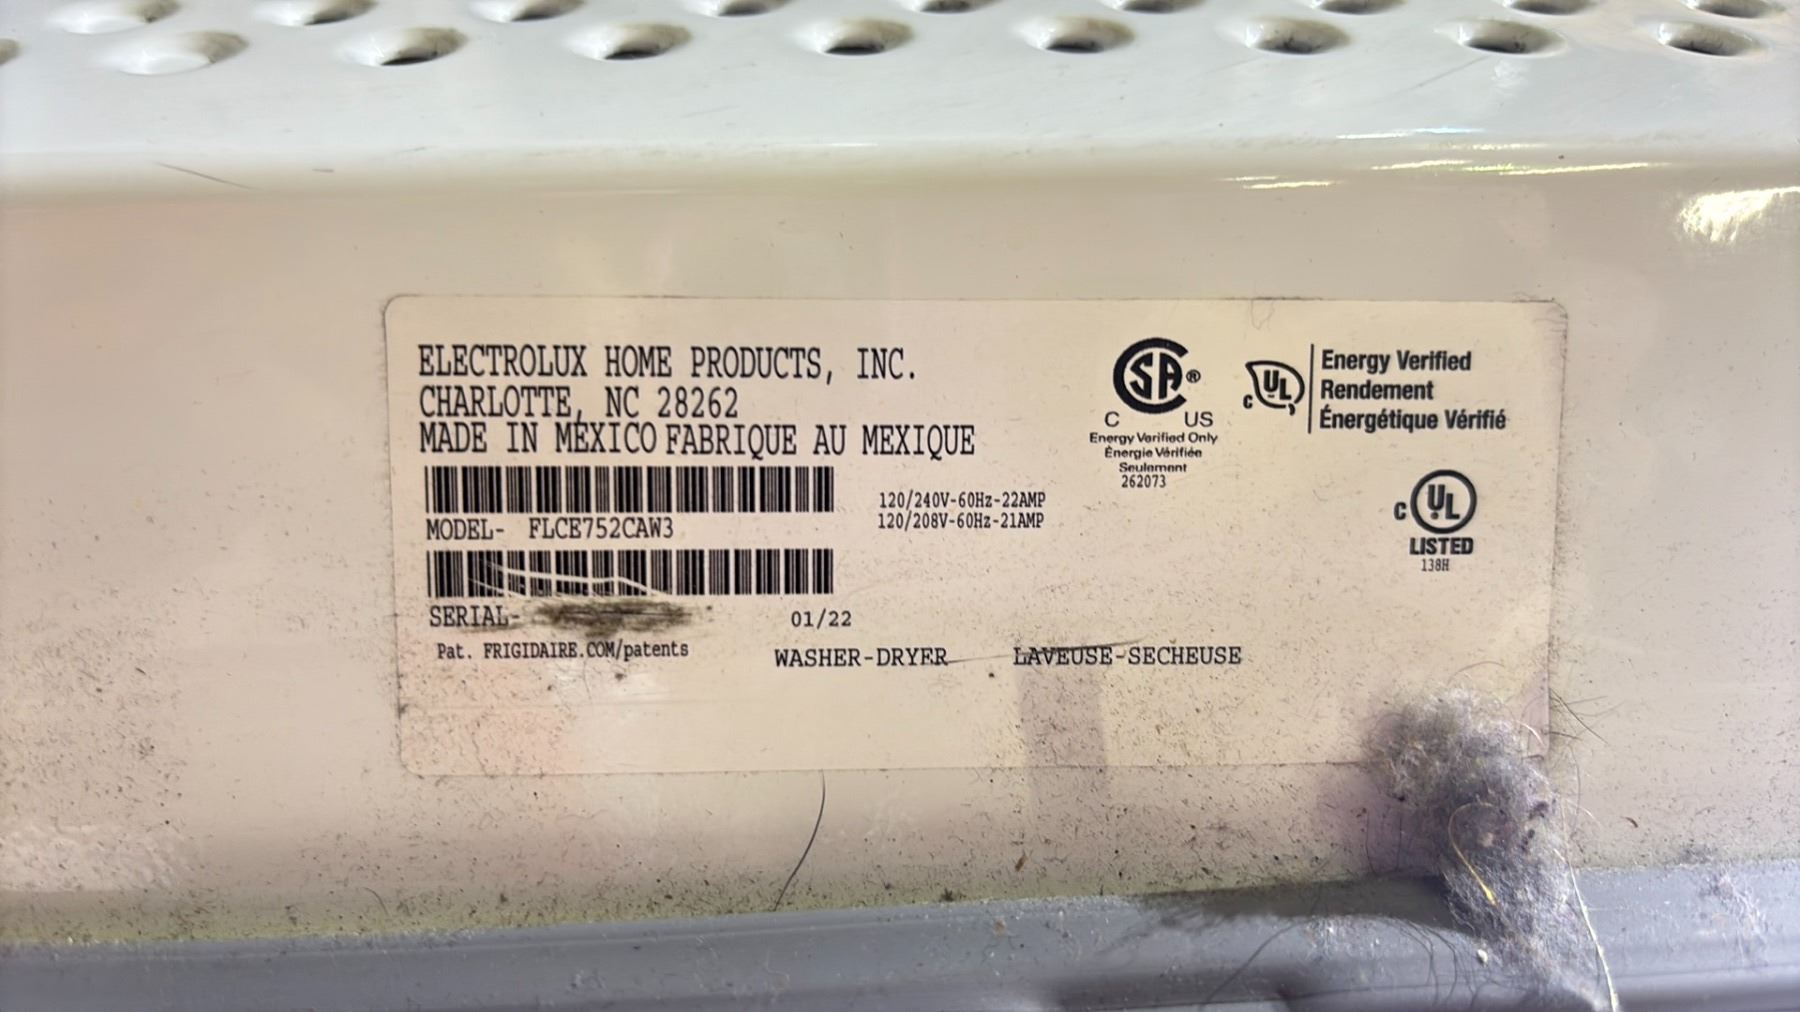 ELECTROLUX HOME PRODUCTS, INC.
CHARLOTTE, NC 28262
MADE IN MEXICO FABRIQUE AU MEXIQUE
MODEL- FLCE752CAW3
120/240V-60Hz-22AMP
120/208V-60Hz-21AMP
SERIAL-
01/22
Pat. FRIGIDAIRE.COM/patents
WASHER-DRYER LAVEUSE-SECHEUSE
CSA®
C US
Energy Verified Only
Énergie Vérifiée
Seulement
262073
C UL
Energy Verified
Rendement
Énergétique Vérifié
C UL
LISTED
138H